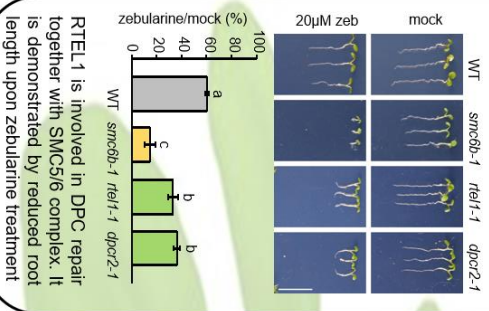 mock
20µM zeb
WT
smc6b-1
rtel1-1
dpcr2-1
zebularine/mock (%)
100
80
60
40
20
0
a
c
b
b
WT
smc6b-1
rtel1-1
dpcr2-1
RTEL1 is involved in DPC repair
together with SMC5/6 complex. It
is demonstrated by reduced root
length upon zebularine treatment